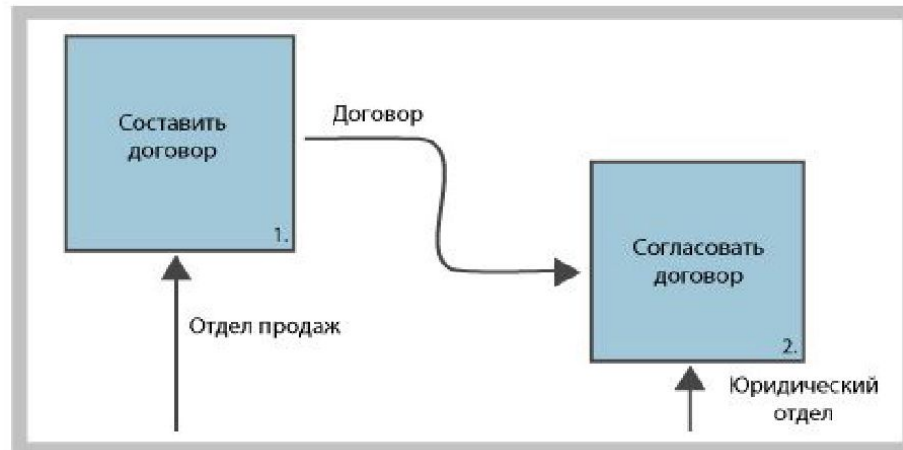 Составить
договор
1.
Договор
Отдел продаж
Согласовать
договор
2.
Юридический
отдел